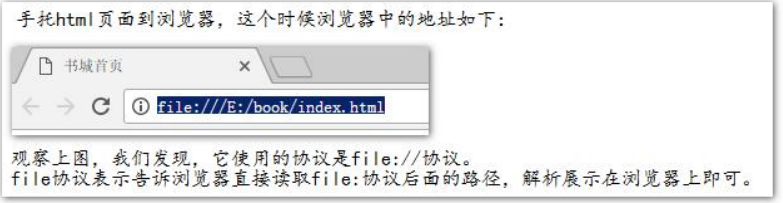 手托html页面到浏览器，这个时候浏览器中的地址如下：
书城首页
file:///E:/book/index.html
观察上图，我们发现，它使用的协议是file://协议。
file协议表示告诉浏览器直接读取file:协议后面的路径，解析展示在浏览器上即可。